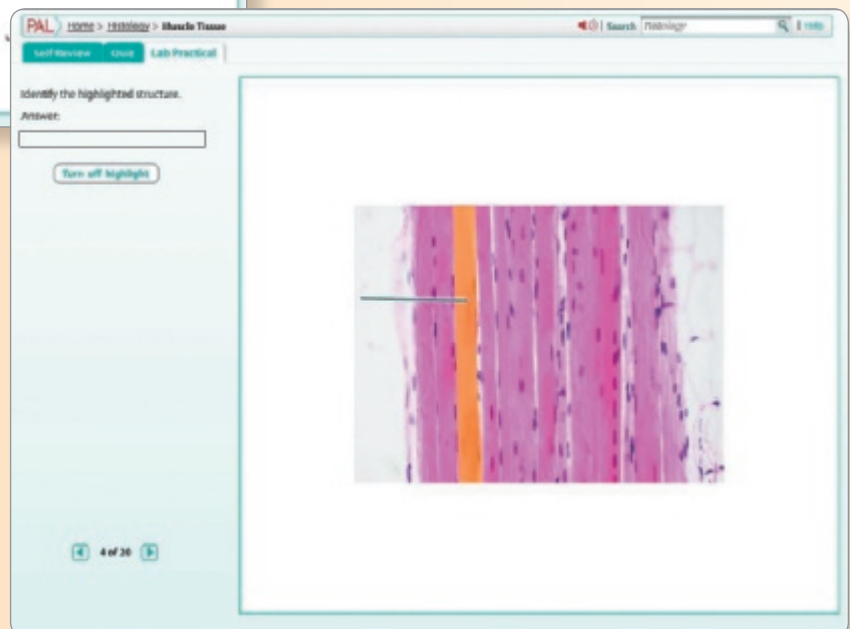 PAL Home > Histology > Muscle Tissue Search Histology Help
Self Review Quiz Lab Practical
Identify the highlighted structure.
Answer:
Turn off highlight
4 of 20